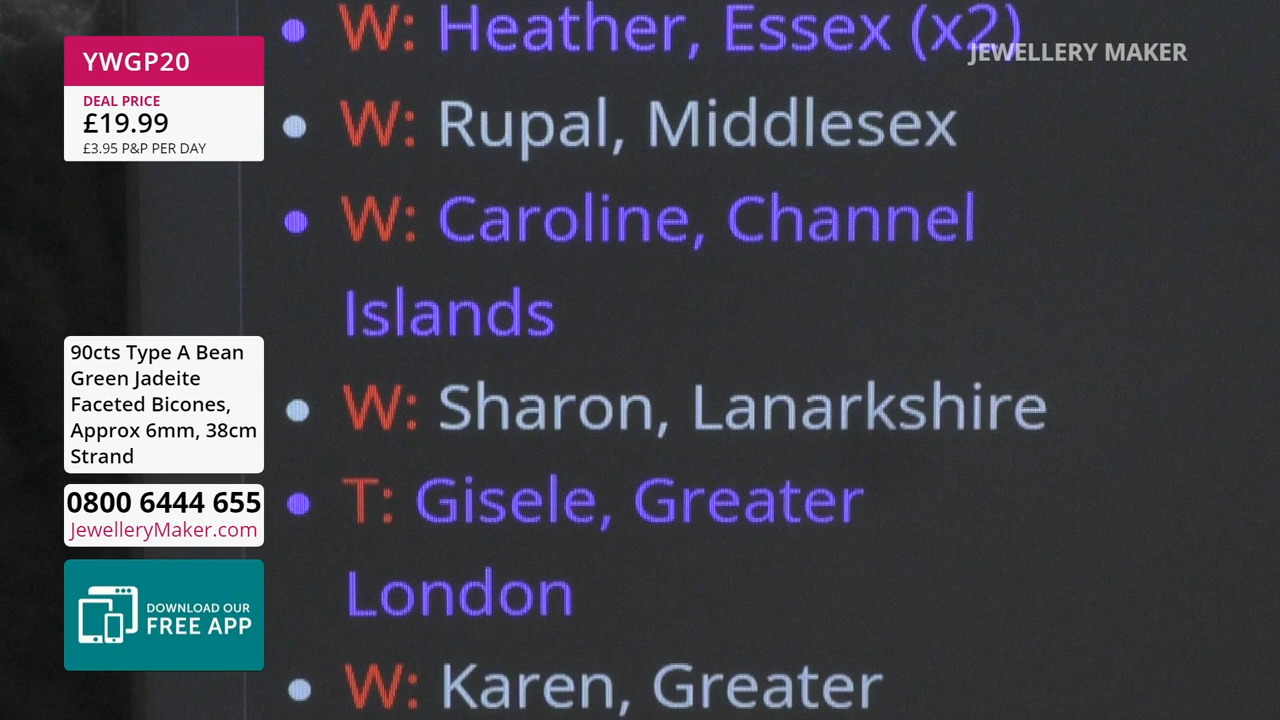 YWGP20
DEAL PRICE
£19.99
£3.95 P&P PER DAY
90cts Type A Bean
Green Jadeite
Faceted Bicones,
Approx 6mm, 38cm
Strand
0800 6444 655
JewelleryMaker.com
DOWNLOAD OUR
FREE APP
JEWELLERY MAKER
• W: Heather, Essex (x2)
• W: Rupal, Middlesex
• W: Caroline, Channel
Islands
• W: Sharon, Lanarkshire
• T: Gisele, Greater
London
• W: Karen, Greater